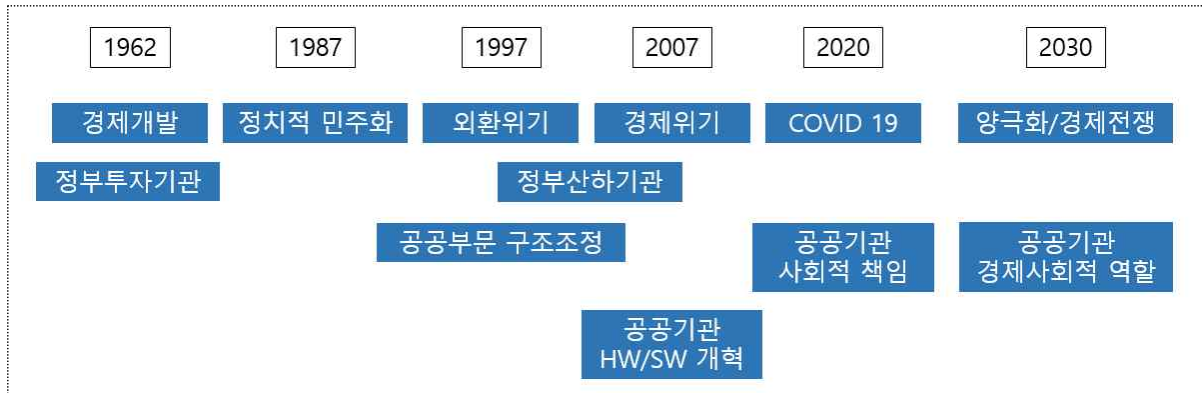 1962
1987
1997
2007
2020
2030
경제개발
정치적 민주화
외환위기
경제위기
COVID 19
양극화/경제전쟁
정부투자기관
정부산하기관
공공부문 구조조정
공공기관
사회적 책임
공공기관
경제사회적 역할
공공기관
HW/SW 개혁